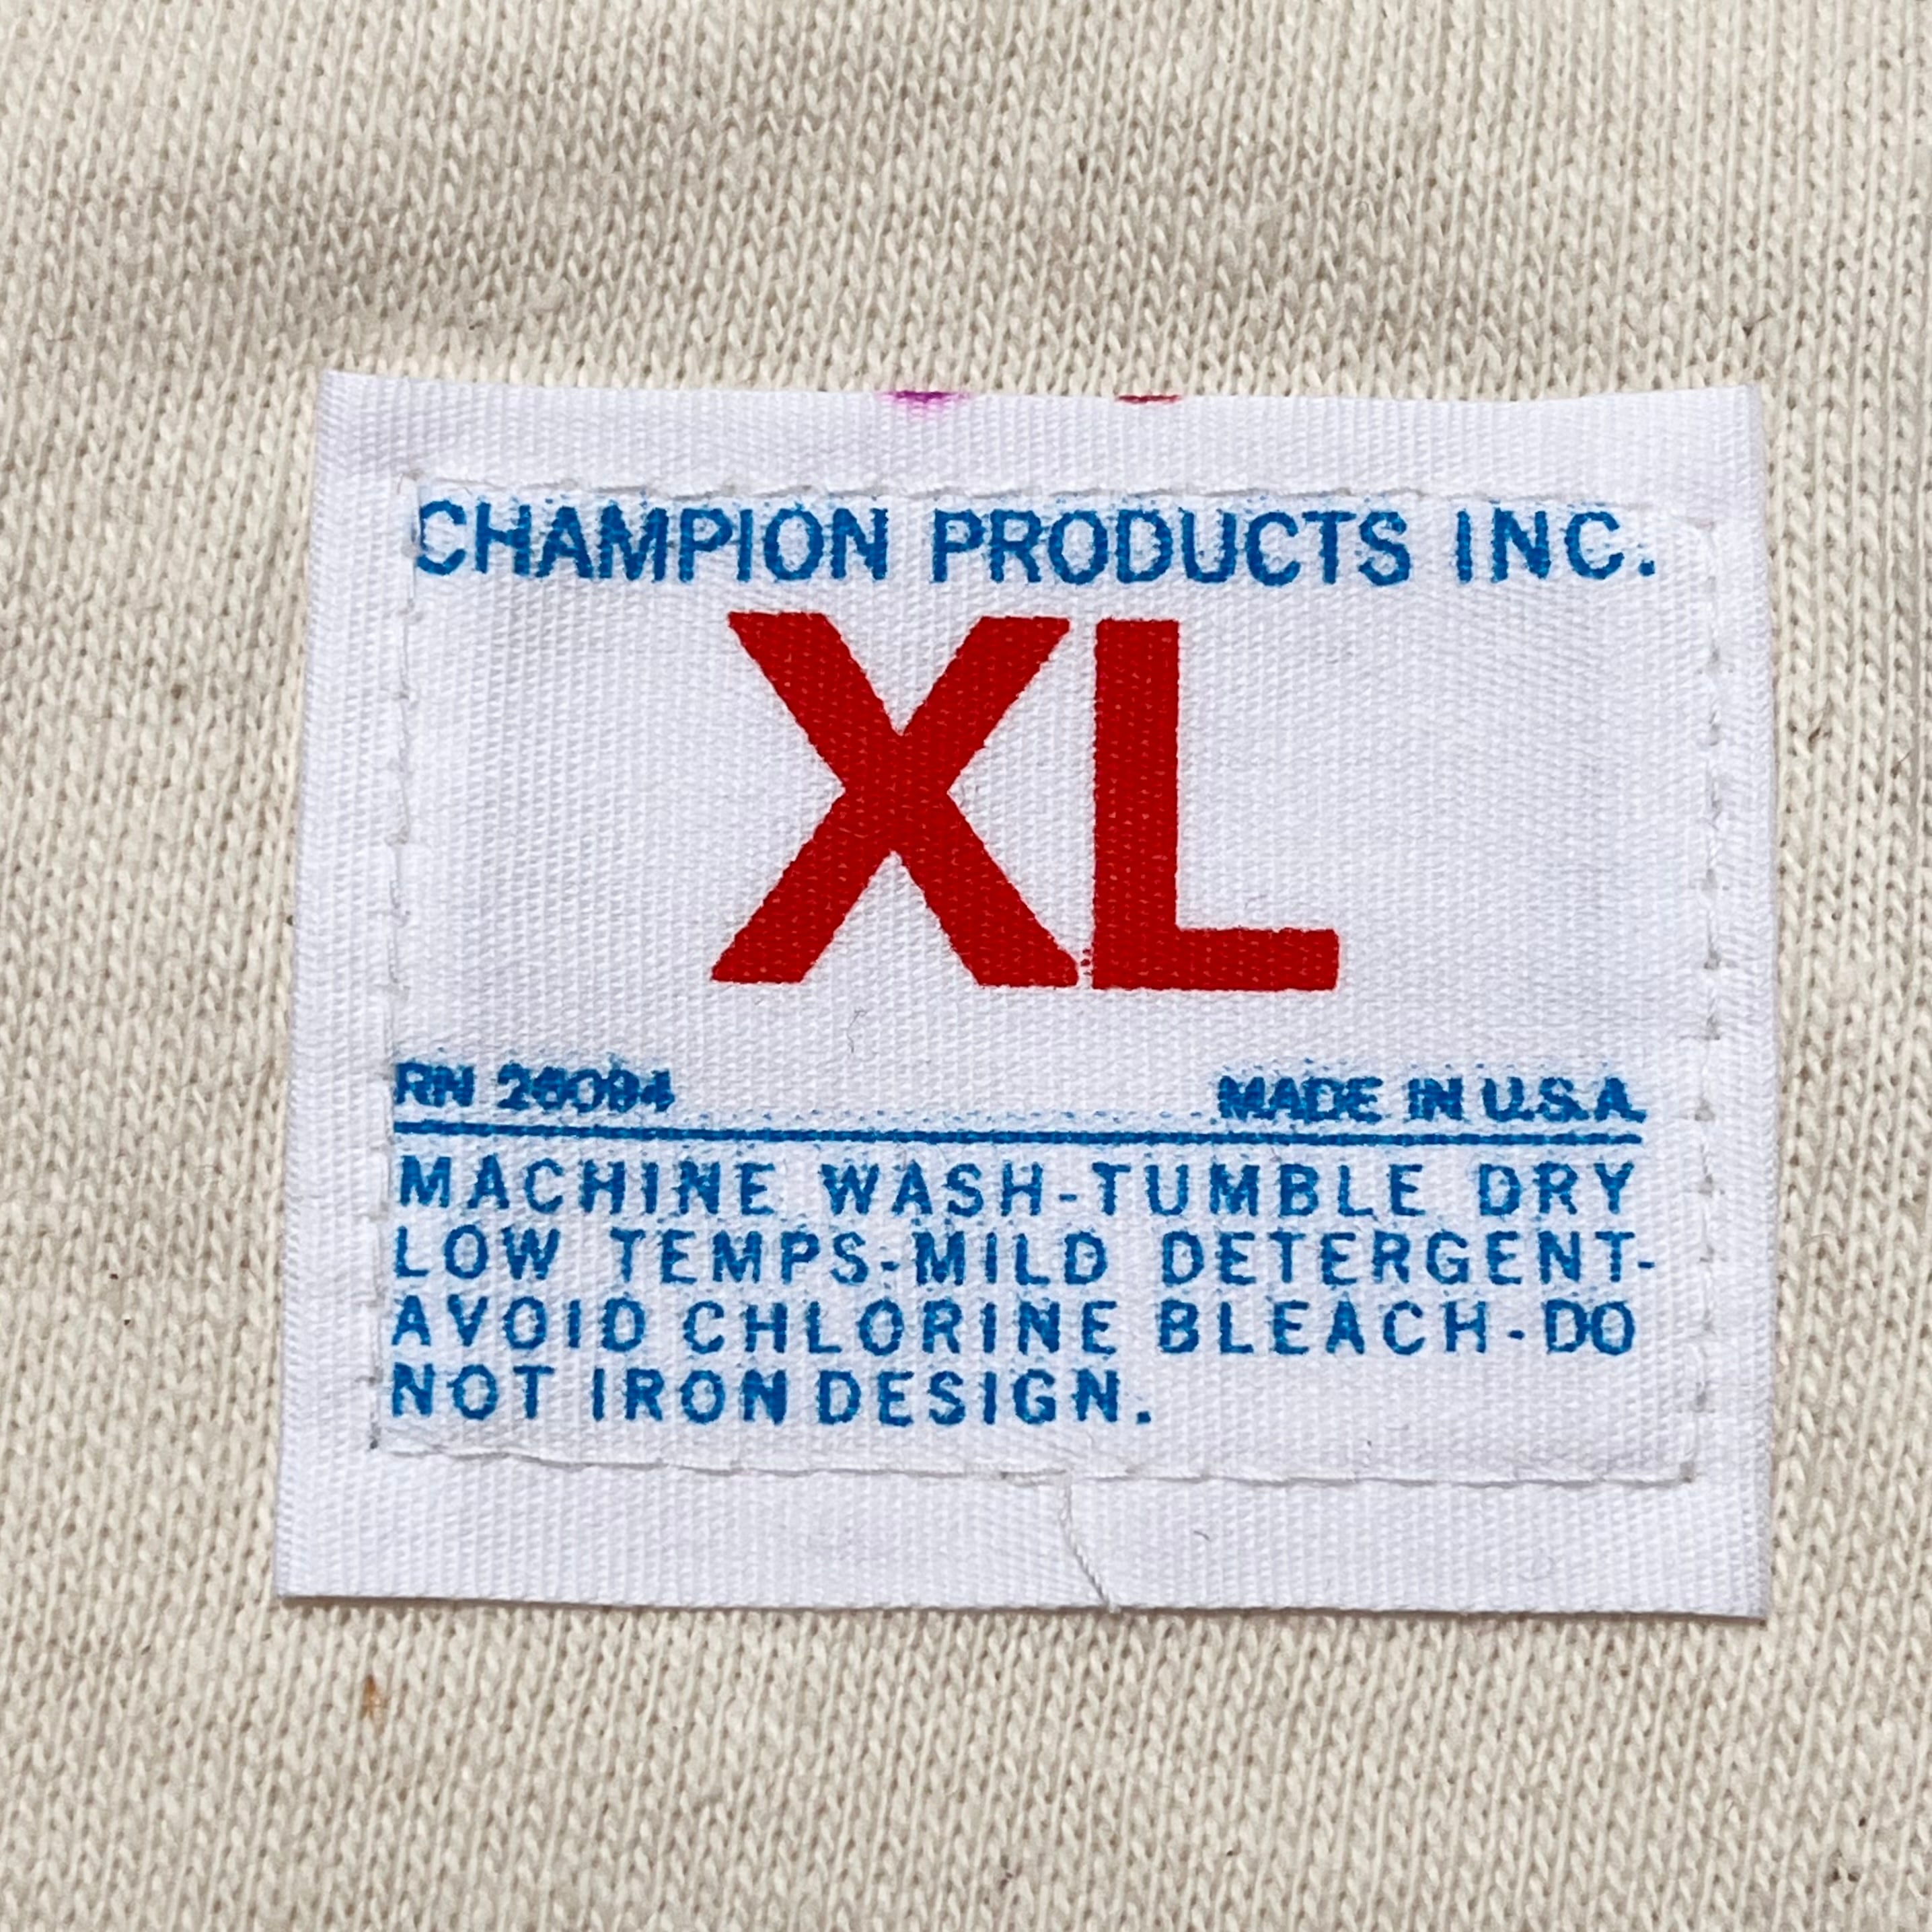 CHAMPION PRODUCTS INC.
XL
RN 26094 MADE IN U.S.A.
MACHINE WASH-TUMBLE DRY
LOW TEMPS-MILD DETERGENT-
AVOID CHLORINE BLEACH-DO
NOT IRON DESIGN.